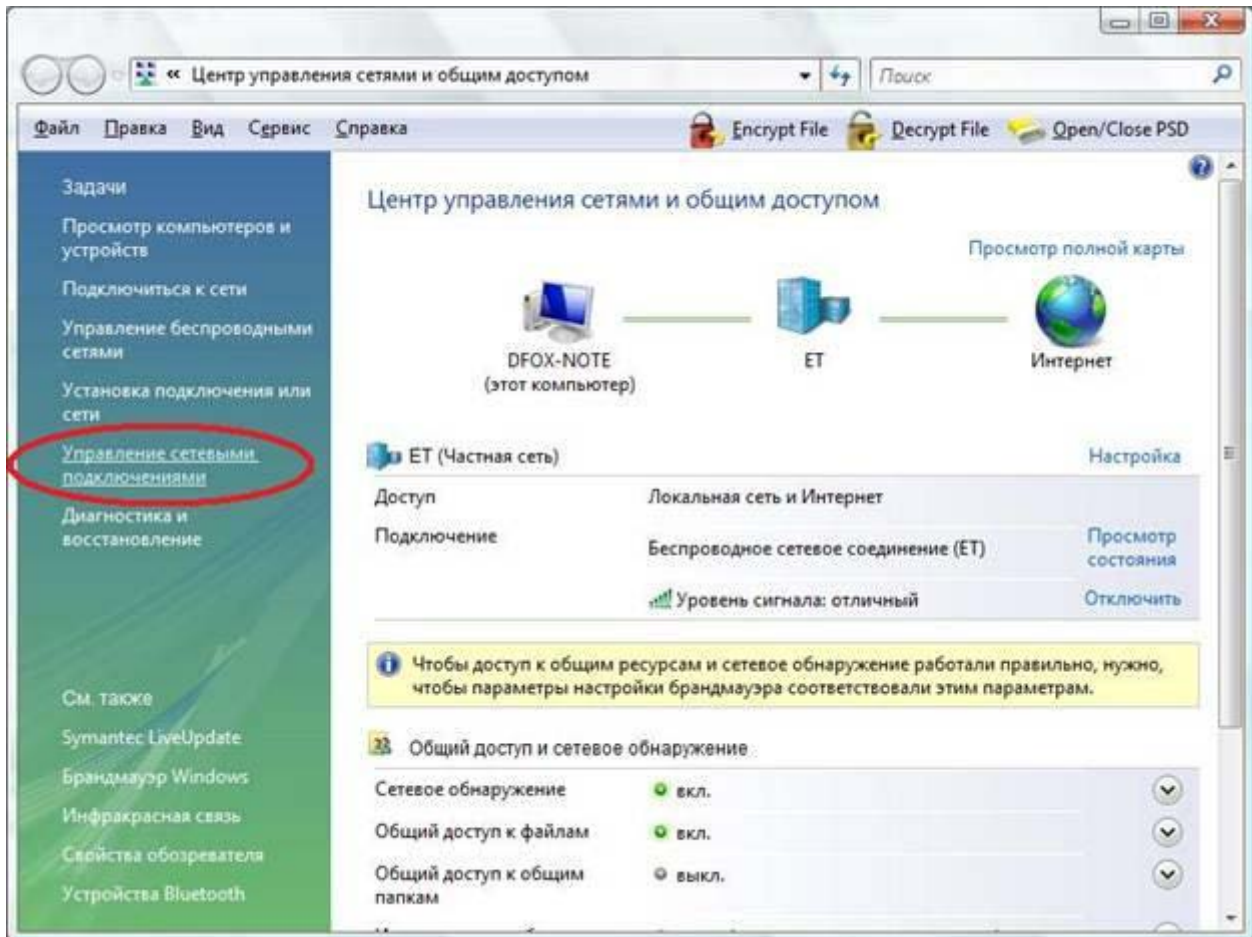 « Центр управления сетями и общим доступом
Поиск
Файл Правка Вид Сервис Справка
Encrypt File Decrypt File Open/Close PSD
Задачи
Просмотр компьютеров и
устройств
Подключиться к сети
Управление беспроводными
сетями
Установка подключения или
сети
Управление сетевыми
подключениями
Диагностика и
восстановление
См. также
Symantec LiveUpdate
Брандмауэр Windows
Инфракрасная связь
Свойства обозревателя
Устройства Bluetooth
Центр управления сетями и общим доступом
Просмотр полной карты
DFOX-NOTE
(этот компьютер)
ET
Интернет
ET (Частная сеть)
Настройка
Доступ
Локальная сеть и Интернет
Подключение
Беспроводное сетевое соединение (ET)
Просмотр
состояния
Уровень сигнала: отличный
Отключить
Чтобы доступ к общим ресурсам и сетевое обнаружение работали правильно, нужно,
чтобы параметры настройки брандмауэра соответствовали этим параметрам.
Общий доступ и сетевое обнаружение
Сетевое обнаружение
вкл.
Общий доступ к файлам
вкл.
Общий доступ к общим
папкам
выкл.